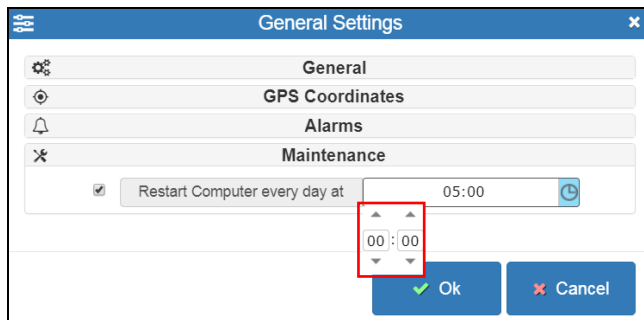 General Settings
General
GPS Coordinates
Alarms
Maintenance
Restart Computer every day at 05:00
00 : 00
Ok Cancel